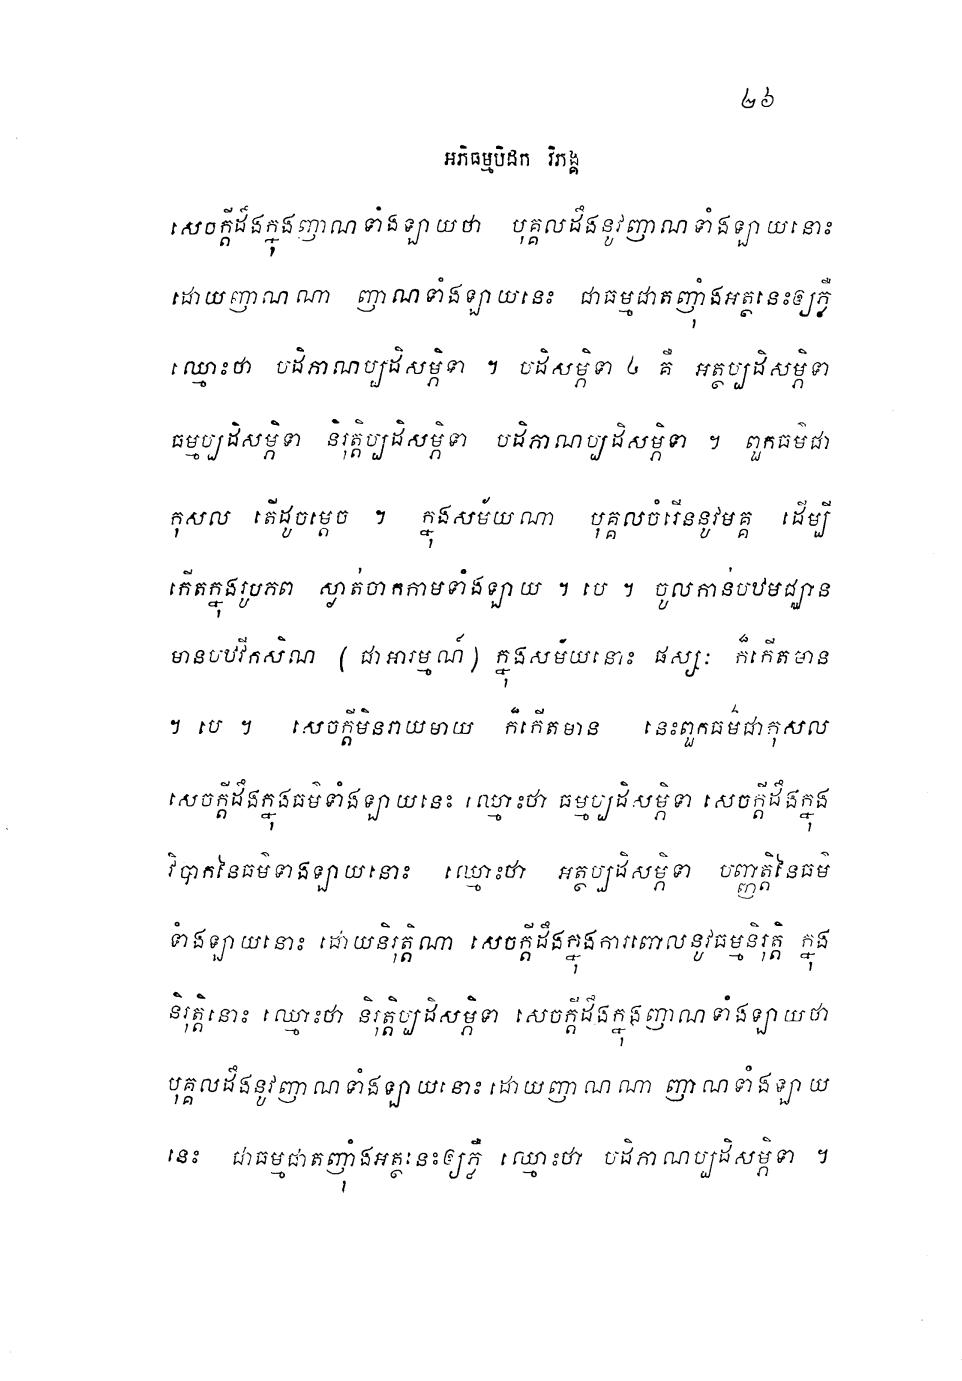 ២៦
អភិធម្មបិដក វិភង្គ
សេចក្តីដឹងក្នុងញាណទាំងឡាយថា បុគ្គលដឹងនូវញាណទាំងឡាយនោះ
ដោយញាណណា ញាណទាំងឡាយនេះ ជាធម្មជាតញ៉ាំងអត្ថនេះឲ្យភ្លឺ
ឈ្មោះថា បដិភាណប្បដិសម្ភិទា ។ បដិសម្ភិទា ៤ គឺ អត្ថប្បដិសម្ភិទា
ធម្មប្បដិសម្ភិទា និរុត្តិប្បដិសម្ភិទា បដិភាណប្បដិសម្ភិទា ។ ពួកធម៌ជា
កុសល តើដូចម្តេច ។ ក្នុងសម័យណា បុគ្គលចំរើននូវមគ្គ ដើម្បី
កើតក្នុងរូបភព ស្ងាត់ចាកកាមទាំងឡាយ ។ បេ ។ ចូលកាន់បឋមជ្ឈាន
មានបឋវីកសិណ ( ជាអារម្មណ៍ ) ក្នុងសម័យនោះ ផស្សៈ ក៏កើតមាន
។ បេ ។ សេចក្តីមិនរាយមាយ ក៏កើតមាន នេះពួកធម៌ជាកុសល
សេចក្តីដឹងក្នុងធម៌ទាំងឡាយនេះ ឈ្មោះថា ធម្មប្បដិសម្ភិទា សេចក្តីដឹងក្នុង
វិបាកនៃធម៌ទាំងឡាយនោះ ឈ្មោះថា អត្ថប្បដិសម្ភិទា បញ្ញត្តិនៃធម៌
ទាំងឡាយនោះ ដោយនិរុត្តិណា សេចក្តីដឹងក្នុងការពោលនូវធម្មនិរុត្តិ ក្នុង
និរុត្តិនោះ ឈ្មោះថា និរុត្តិប្បដិសម្ភិទា សេចក្តីដឹងក្នុងញាណទាំងឡាយថា
បុគ្គលដឹងនូវញាណទាំងឡាយនោះ ដោយញាណណា ញាណទាំងឡាយ
នេះ ជាធម្មជាតញ៉ាំងអត្ថនេះឲ្យភ្លឺ ឈ្មោះថា បដិភាណប្បដិសម្ភិទា ។